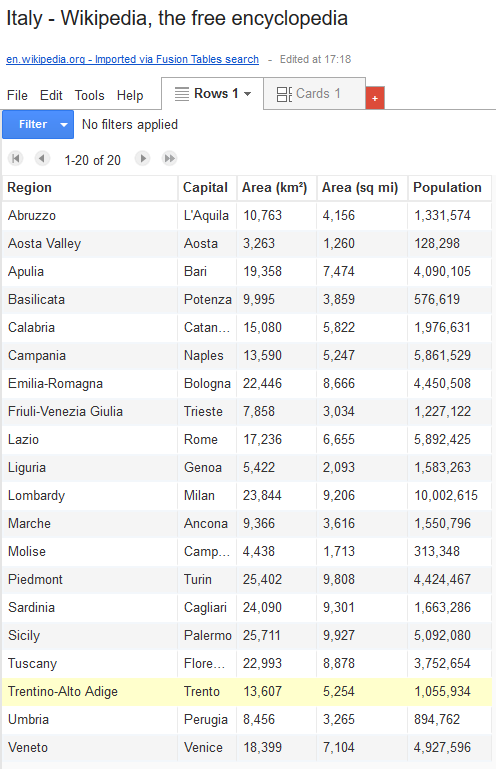 Italy - Wikipedia, the free encyclopedia
en.wikipedia.org - Imported via Fusion Tables search - Edited at 17:18
File Edit Tools Help Rows 1 Cards 1 +
Filter No filters applied
1-20 of 20
Region Capital Area (km²) Area (sq mi) Population
Abruzzo L'Aquila 10,763 4,156 1,331,574
Aosta Valley Aosta 3,263 1,260 128,298
Apulia Bari 19,358 7,474 4,090,105
Basilicata Potenza 9,995 3,859 576,619
Calabria Catan... 15,080 5,822 1,976,631
Campania Naples 13,590 5,247 5,861,529
Emilia-Romagna Bologna 22,446 8,666 4,450,508
Friuli-Venezia Giulia Trieste 7,858 3,034 1,227,122
Lazio Rome 17,236 6,655 5,892,425
Liguria Genoa 5,422 2,093 1,583,263
Lombardy Milan 23,844 9,206 10,002,615
Marche Ancona 9,366 3,616 1,550,796
Molise Camp... 4,438 1,713 313,348
Piedmont Turin 25,402 9,808 4,424,467
Sardinia Cagliari 24,090 9,301 1,663,286
Sicily Palermo 25,711 9,927 5,092,080
Tuscany Flore... 22,993 8,878 3,752,654
Trentino-Alto Adige Trento 13,607 5,254 1,055,934
Umbria Perugia 8,456 3,265 894,762
Veneto Venice 18,399 7,104 4,927,596